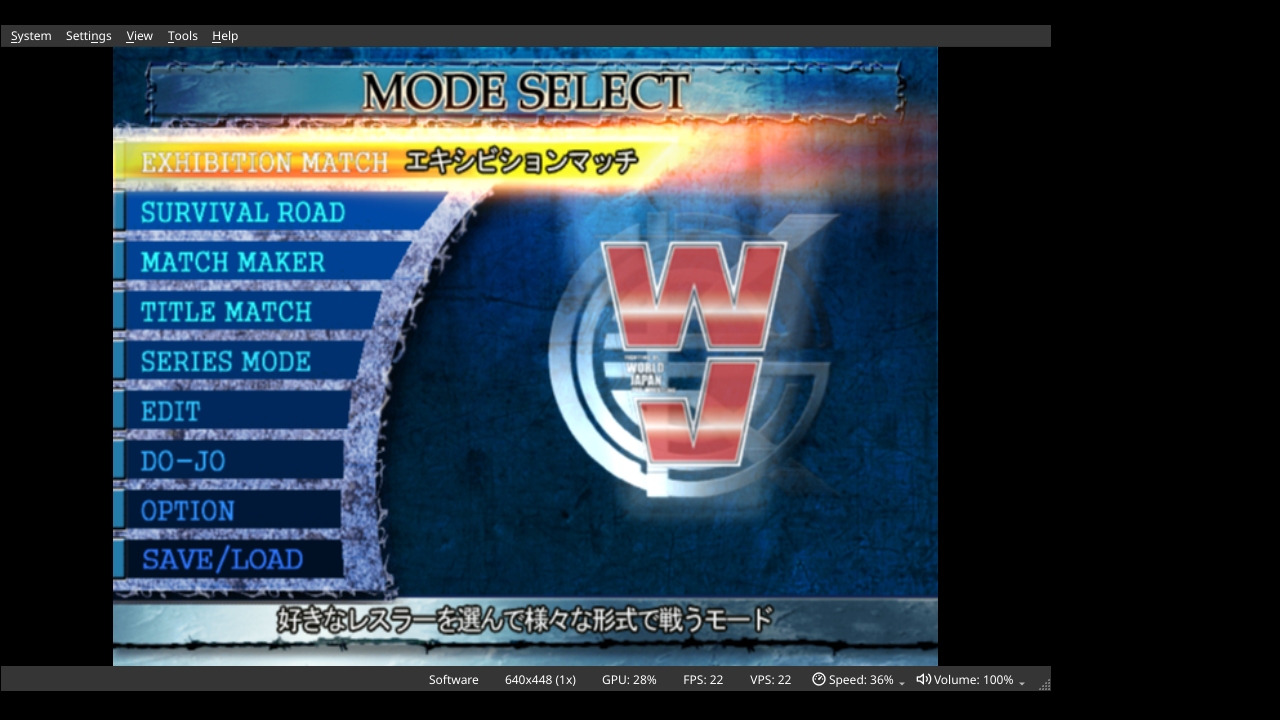 System Settings View Tools Help
MODE SELECT
EXHIBITION MATCH エキシビションマッチ
SURVIVAL ROAD
MATCH MAKER
TITLE MATCH
SERIES MODE
EDIT
DO-JO
OPTION
SAVE/LOAD
WJ
WORLD
JAPAN
好きなレスラーを選んで様々な形式で戦うモード
Software 640x448 (1x) GPU: 28% FPS: 22 VPS: 22 Speed: 36% Volume: 100%